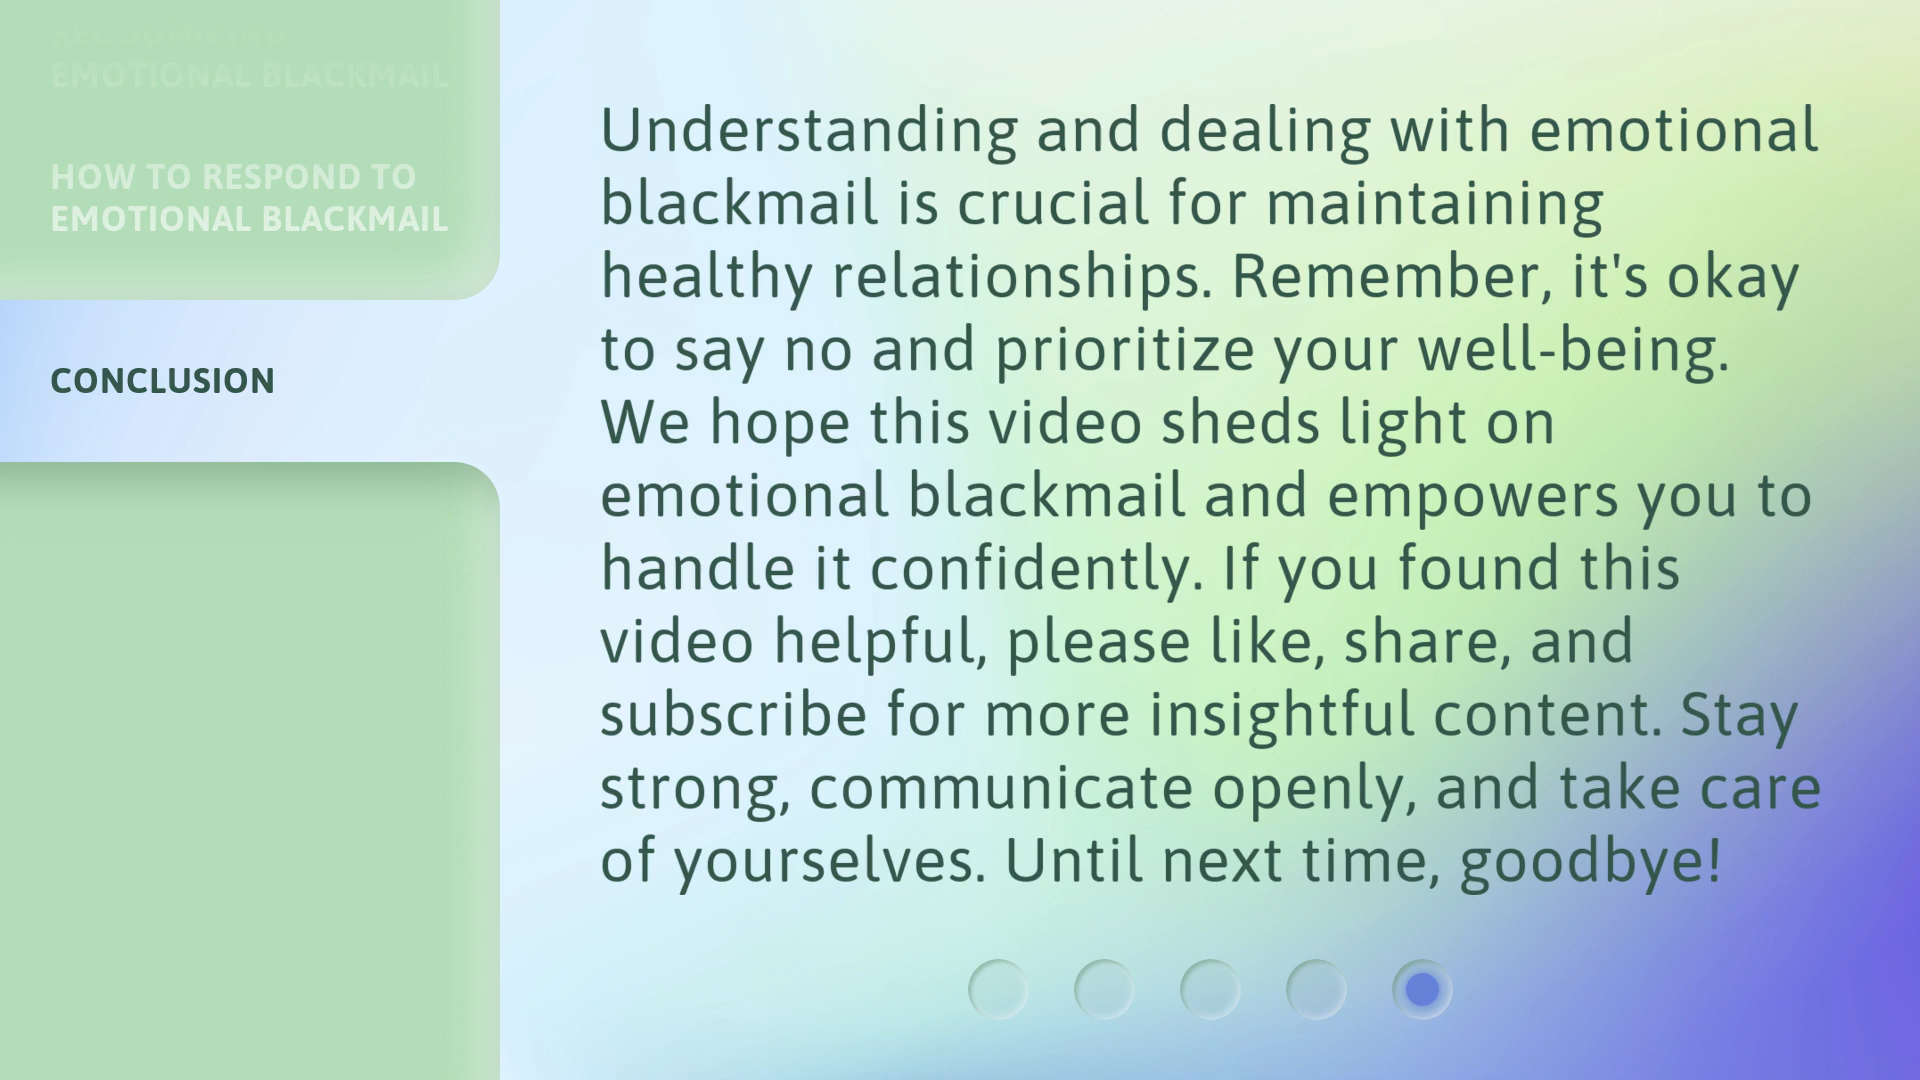 RECOGNIZING
EMOTIONAL BLACKMAIL
HOW TO RESPOND TO
EMOTIONAL BLACKMAIL
CONCLUSION
Understanding and dealing with emotional
blackmail is crucial for maintaining
healthy relationships. Remember, it's okay
to say no and prioritize your well-being.
We hope this video sheds light on
emotional blackmail and empowers you to
handle it confidently. If you found this
video helpful, please like, share, and
subscribe for more insightful content. Stay
strong, communicate openly, and take care
of yourselves. Until next time, goodbye!